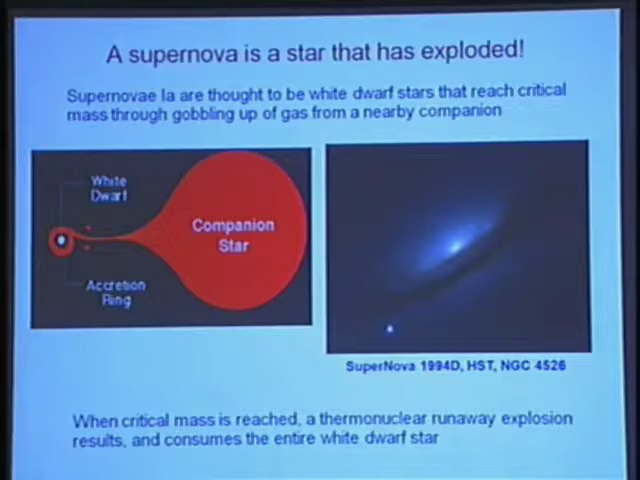 A supernova is a star that has exploded!
Supernovae Ia are thought to be white dwarf stars that reach critical
mass through gobbling up of gas from a nearby companion
White
Dwarf
Companion
Star
Accretion
Ring
SuperNova 1994D, HST, NGC 4526
When critical mass is reached, a thermonuclear runaway explosion
results, and consumes the entire white dwarf star